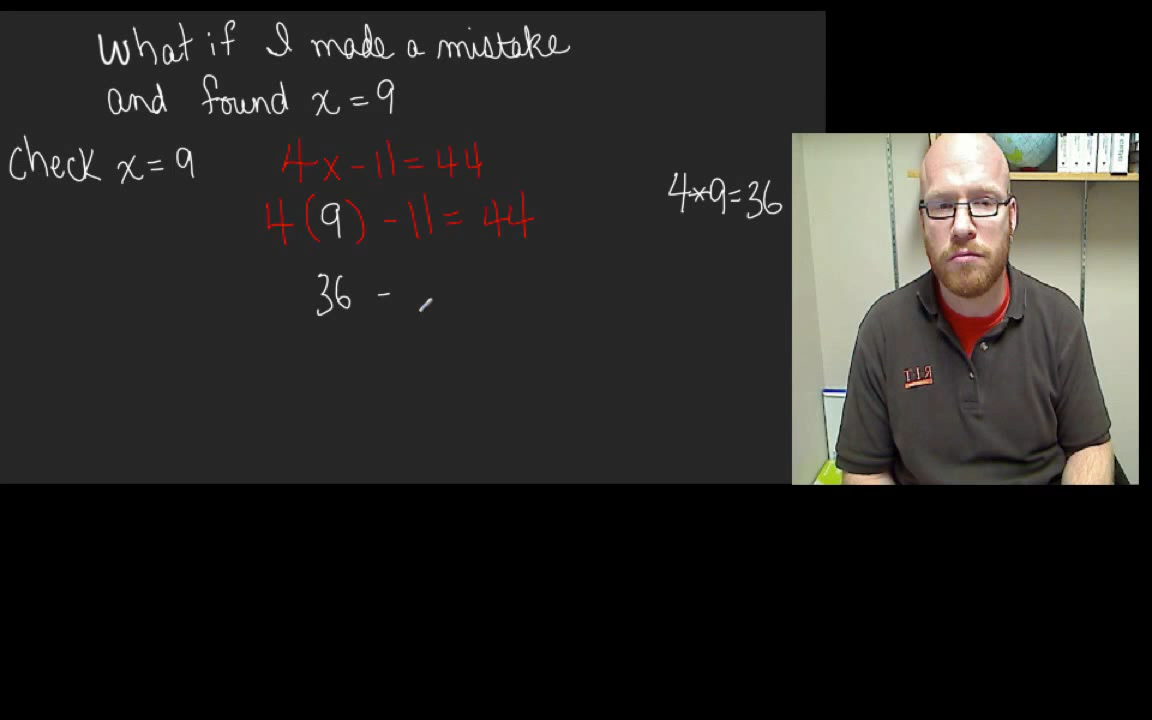 What if I made a mistake
and found x = 9
Check x = 9
4x - 11 = 44
4(9) - 11 = 44
4*9=36
36 -
RIT